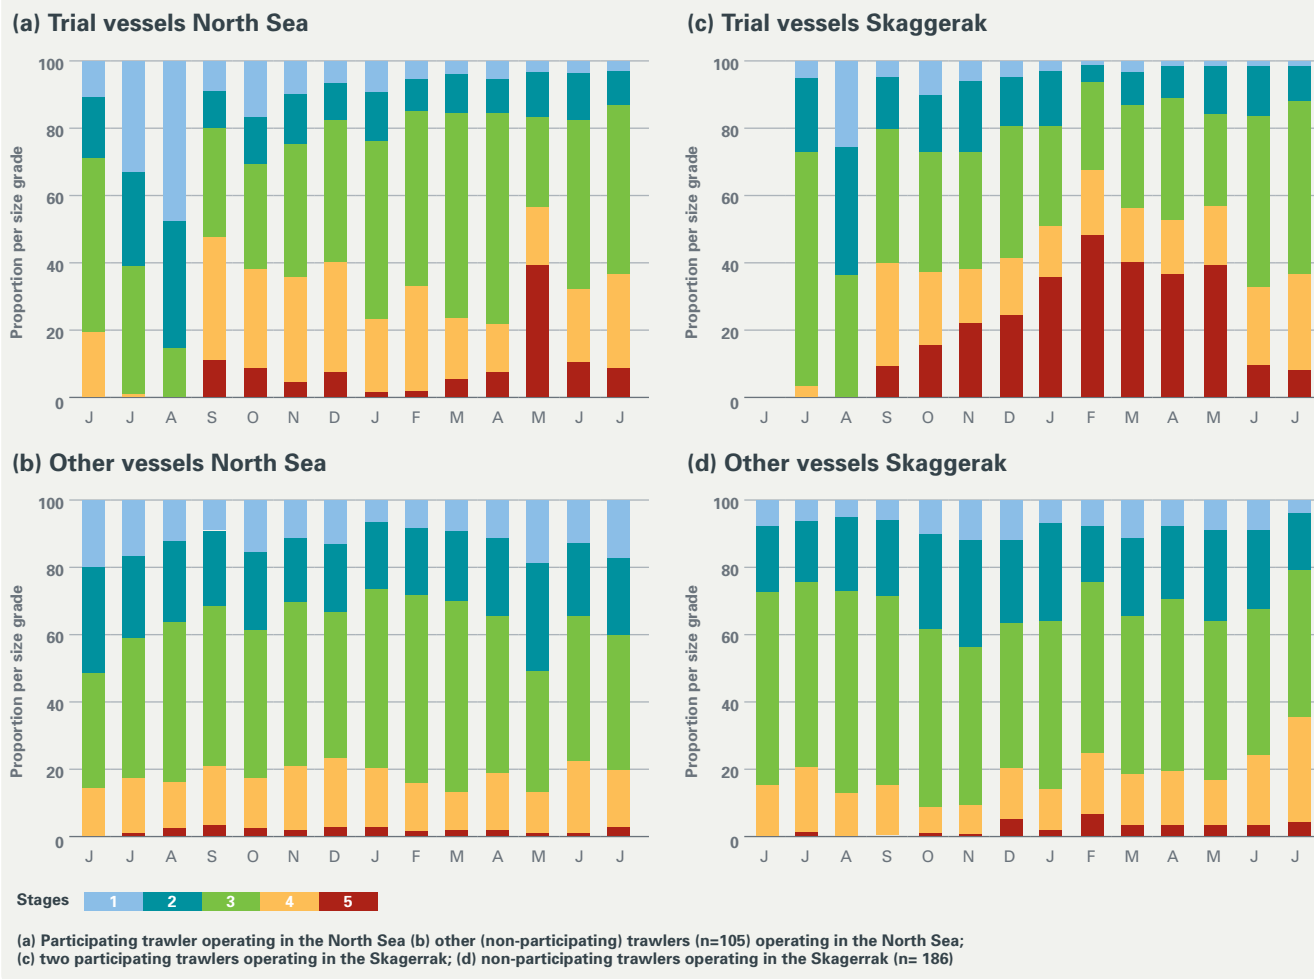 (a) Trial vessels North Sea
Proportion per size grade
100
80
60
40
20
0
J J A S O N D J F M A M J J
(c) Trial vessels Skaggerak
Proportion per size grade
100
80
60
40
20
0
J J A S O N D J F M A M J J
(b) Other vessels North Sea
Proportion per size grade
100
80
60
40
20
0
J J A S O N D J F M A M J J
(d) Other vessels Skaggerak
Proportion per size grade
100
80
60
40
20
0
J J A S O N D J F M A M J J
Stages 1 2 3 4 5
(a) Participating trawler operating in the North Sea (b) other (non-participating) trawlers (n=105) operating in the North Sea;
(c) two participating trawlers operating in the Skagerrak; (d) non-participating trawlers operating in the Skagerrak (n= 186)